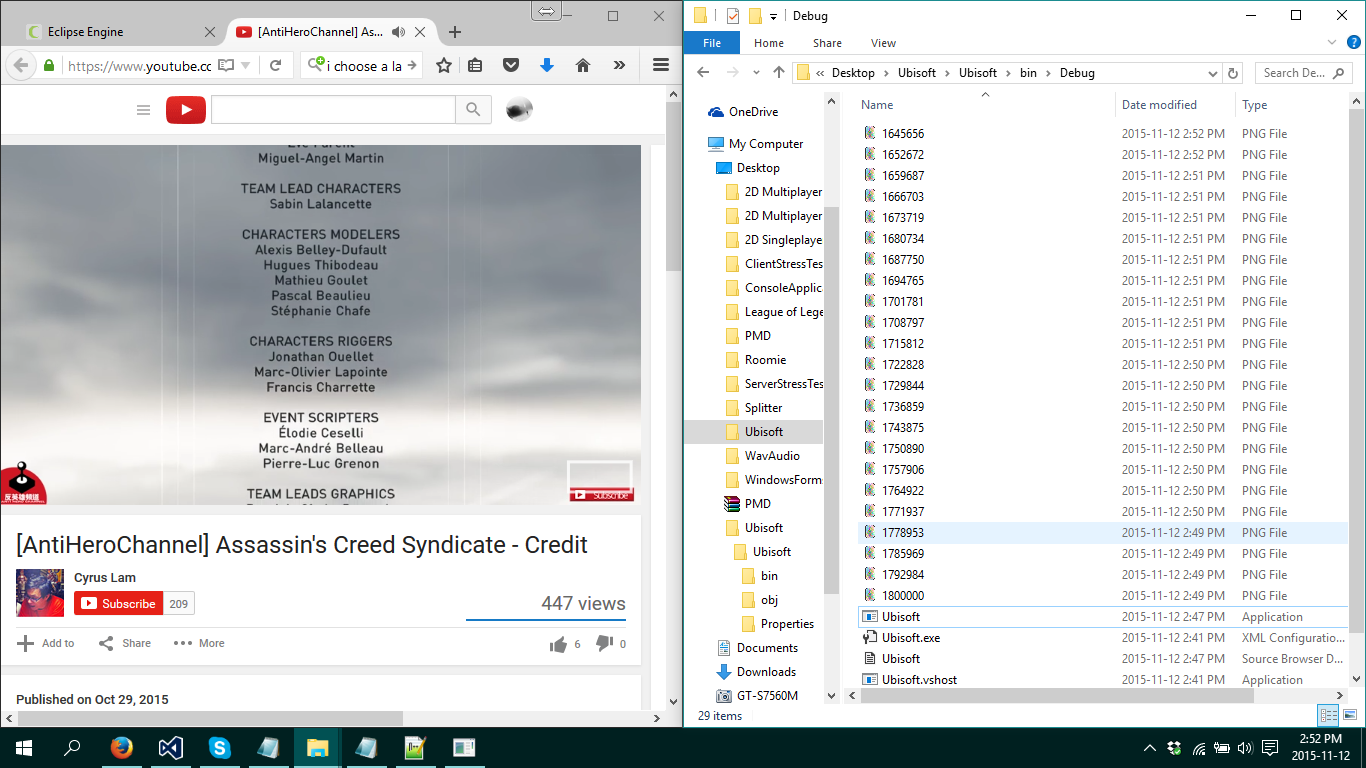 Eclipse Engine
[AntiHeroChannel] As...
https://www.youtube.co
i choose a la
Miguel-Angel Martin
TEAM LEAD CHARACTERS
Sabin Lalancette
CHARACTERS MODELERS
Alexis Belley-Dufault
Hugues Thibodeau
Mathieu Goulet
Pascal Beaulieu
Stéphanie Chafe
CHARACTERS RIGGERS
Jonathan Ouellet
Marc-Olivier Lapointe
Francis Charrette
EVENT SCRIPTERS
Élodie Ceselli
Marc-André Belleau
Pierre-Luc Grenon
TEAM LEADS GRAPHICS
反英雄頻道
Subscribe
[AntiHeroChannel] Assassin's Creed Syndicate - Credit
Cyrus Lam
Subscribe 209
447 views
Add to Share More 6 0
Published on Oct 29, 2015
Debug
File Home Share View
« Desktop Ubisoft Ubisoft bin Debug
Search De...
OneDrive
My Computer
Desktop
2D Multiplayer
2D Multiplayer
2D Singleplaye
ClientStressTes
ConsoleApplica
League of Lege
PMD
Roomie
ServerStressTes
Splitter
Ubisoft
WavAudio
WindowsForm
PMD
Ubisoft
Ubisoft
bin
obj
Properties
Documents
Downloads
GT-S7560M
Name Date modified Type
1645656 2015-11-12 2:52 PM PNG File
1652672 2015-11-12 2:52 PM PNG File
1659687 2015-11-12 2:51 PM PNG File
1666703 2015-11-12 2:51 PM PNG File
1673719 2015-11-12 2:51 PM PNG File
1680734 2015-11-12 2:51 PM PNG File
1687750 2015-11-12 2:51 PM PNG File
1694765 2015-11-12 2:51 PM PNG File
1701781 2015-11-12 2:51 PM PNG File
1708797 2015-11-12 2:51 PM PNG File
1715812 2015-11-12 2:51 PM PNG File
1722828 2015-11-12 2:50 PM PNG File
1729844 2015-11-12 2:50 PM PNG File
1736859 2015-11-12 2:50 PM PNG File
1743875 2015-11-12 2:50 PM PNG File
1750890 2015-11-12 2:50 PM PNG File
1757906 2015-11-12 2:50 PM PNG File
1764922 2015-11-12 2:50 PM PNG File
1771937 2015-11-12 2:50 PM PNG File
1778953 2015-11-12 2:49 PM PNG File
1785969 2015-11-12 2:49 PM PNG File
1792984 2015-11-12 2:49 PM PNG File
1800000 2015-11-12 2:49 PM PNG File
Ubisoft 2015-11-12 2:47 PM Application
Ubisoft.exe 2015-11-12 2:41 PM XML Configuratio...
Ubisoft 2015-11-12 2:47 PM Source Browser D...
Ubisoft.vshost 2015-11-12 2:41 PM Application
29 items
2:52 PM
2015-11-12